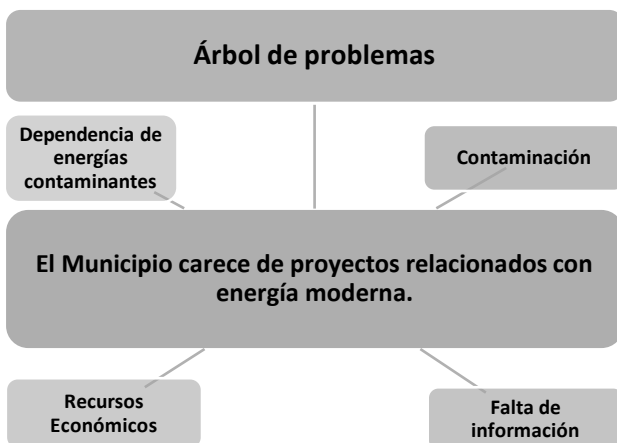 Árbol de problemas
Dependencia de
energías
contaminantes
Contaminación
El Municipio carece de proyectos relacionados con
energía moderna.
Recursos
Económicos
Falta de
información